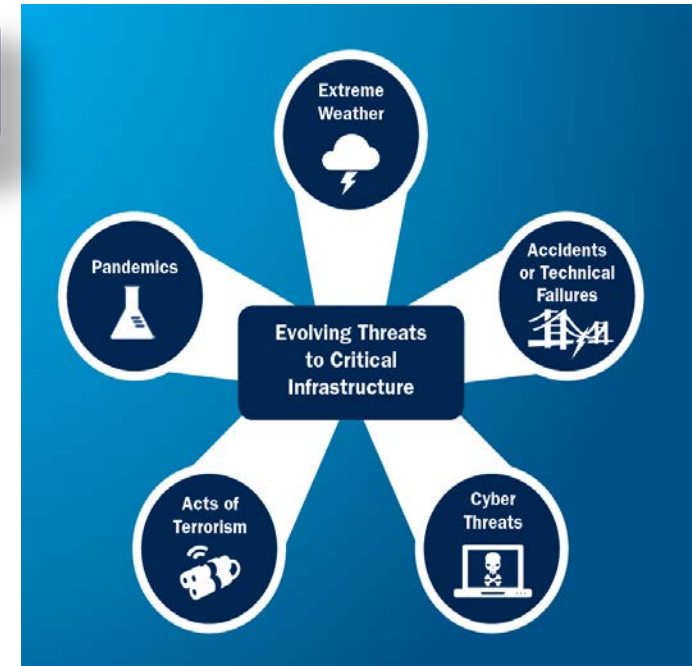 Extreme
Weather
Pandemics
Accidents
or Technical
Failures
Evolving Threats
to Critical
Infrastructure
Acts of
Terrorism
Cyber
Threats